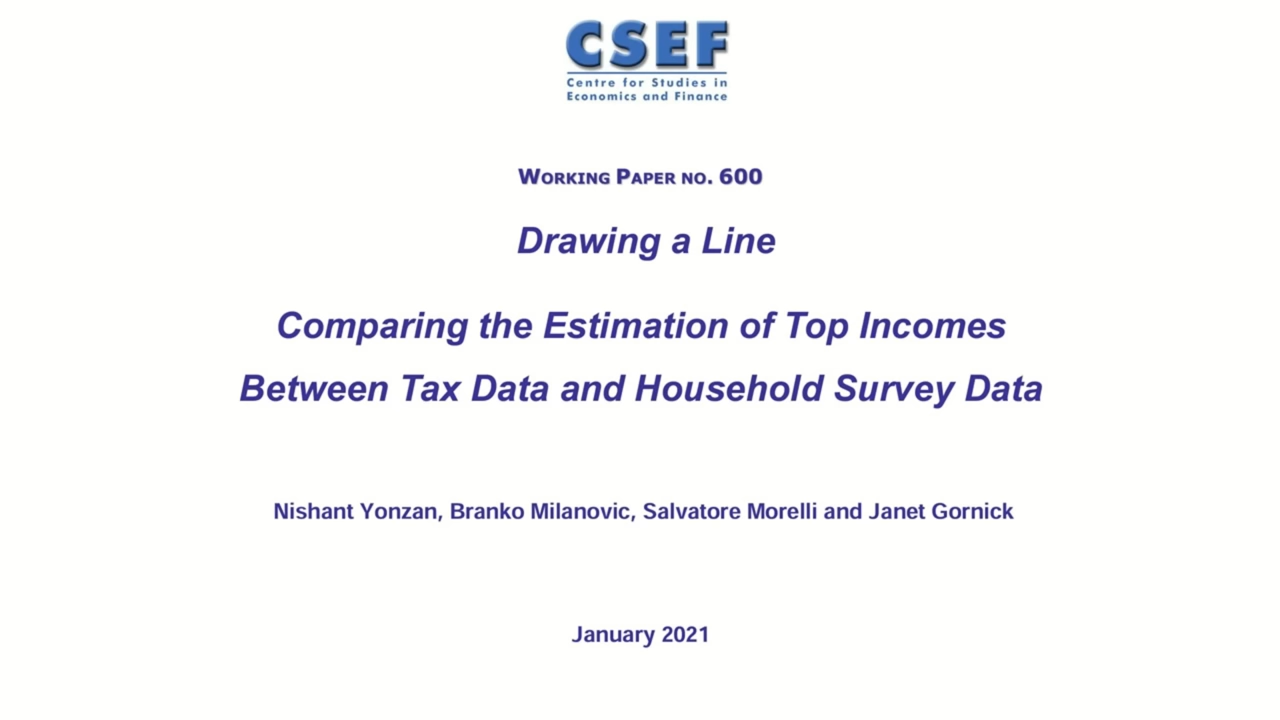 CSEF
Centre for Studies in
Economics and Finance
WORKING PAPER NO. 600
Drawing a Line
Comparing the Estimation of Top Incomes
Between Tax Data and Household Survey Data
Nishant Yonzan, Branko Milanovic, Salvatore Morelli and Janet Gornick
January 2021